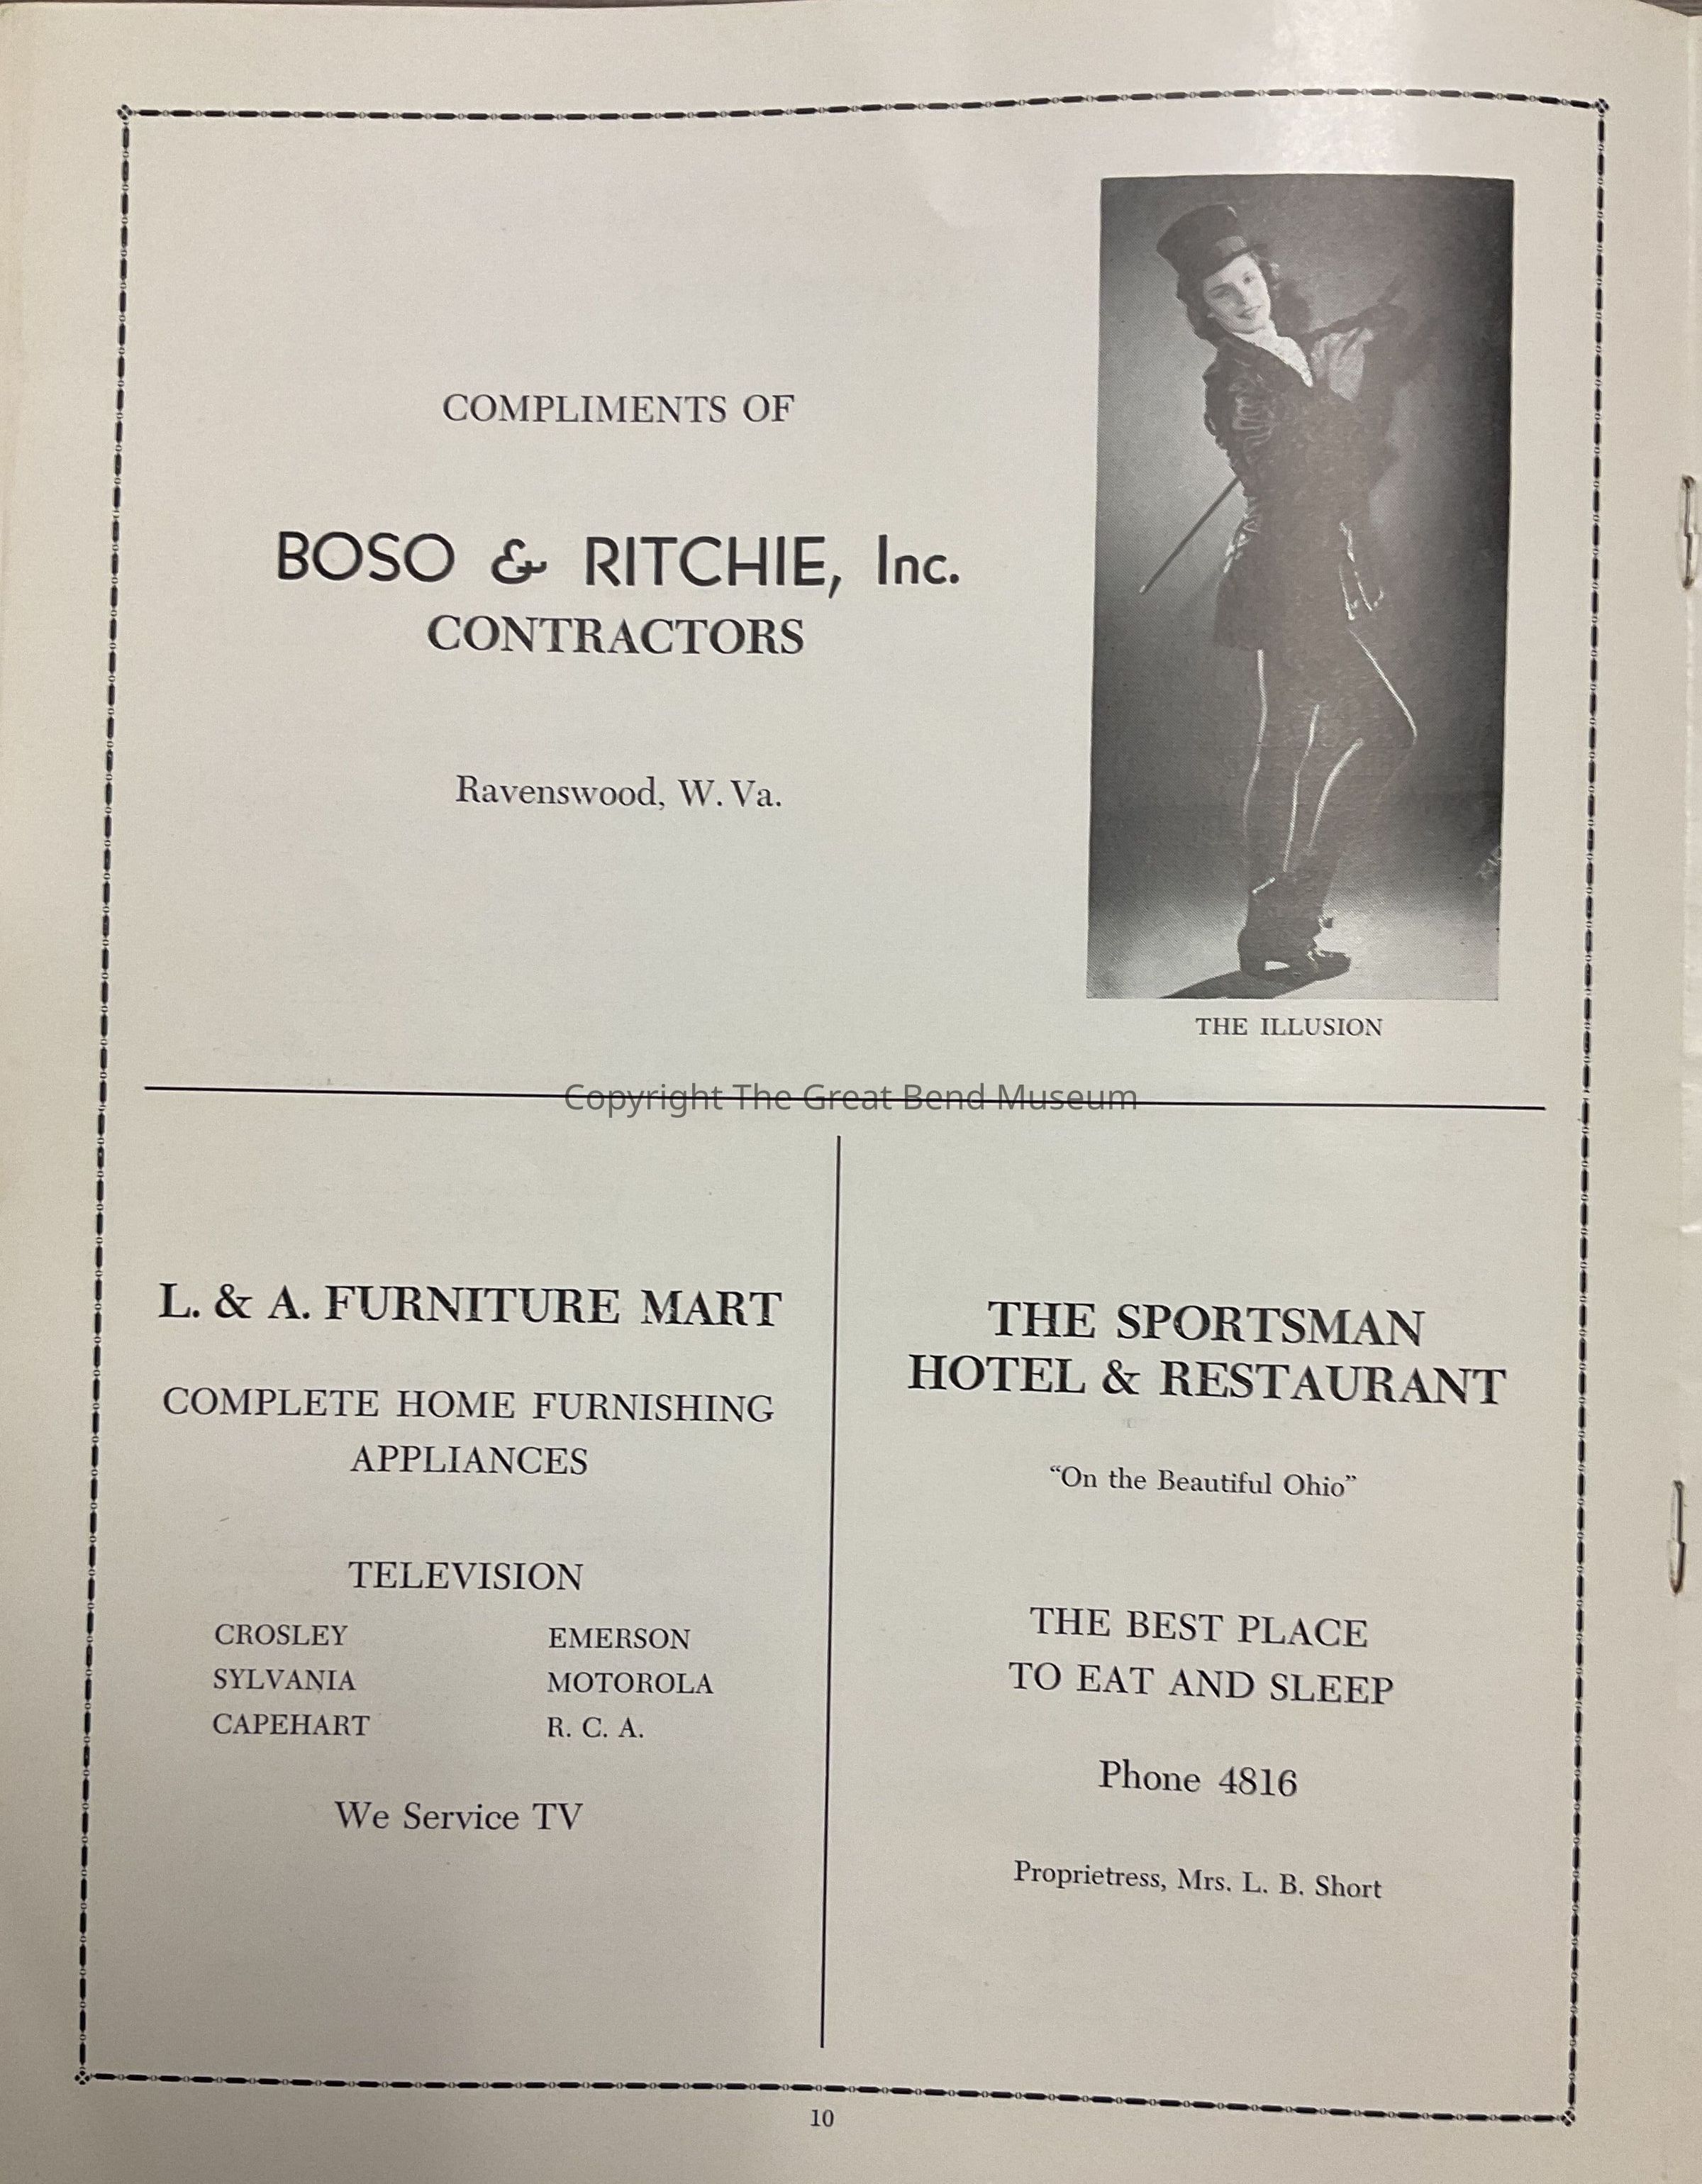 COMPLIMENTS OF
BOSO & RITCHIE, Inc.
CONTRACTORS
Ravenswood, W. Va.
THE ILLUSION
Copyright The Great Bend Museum
L. & A. FURNITURE MART
COMPLETE HOME FURNISHING
APPLIANCES
TELEVISION
CROSLEY EMERSON
SYLVANIA MOTOROLA
CAPEHART R. C. A.
We Service TV
THE SPORTSMAN
HOTEL & RESTAURANT
“On the Beautiful Ohio”
THE BEST PLACE
TO EAT AND SLEEP
Phone 4816
Proprietress, Mrs. L. B. Short
10